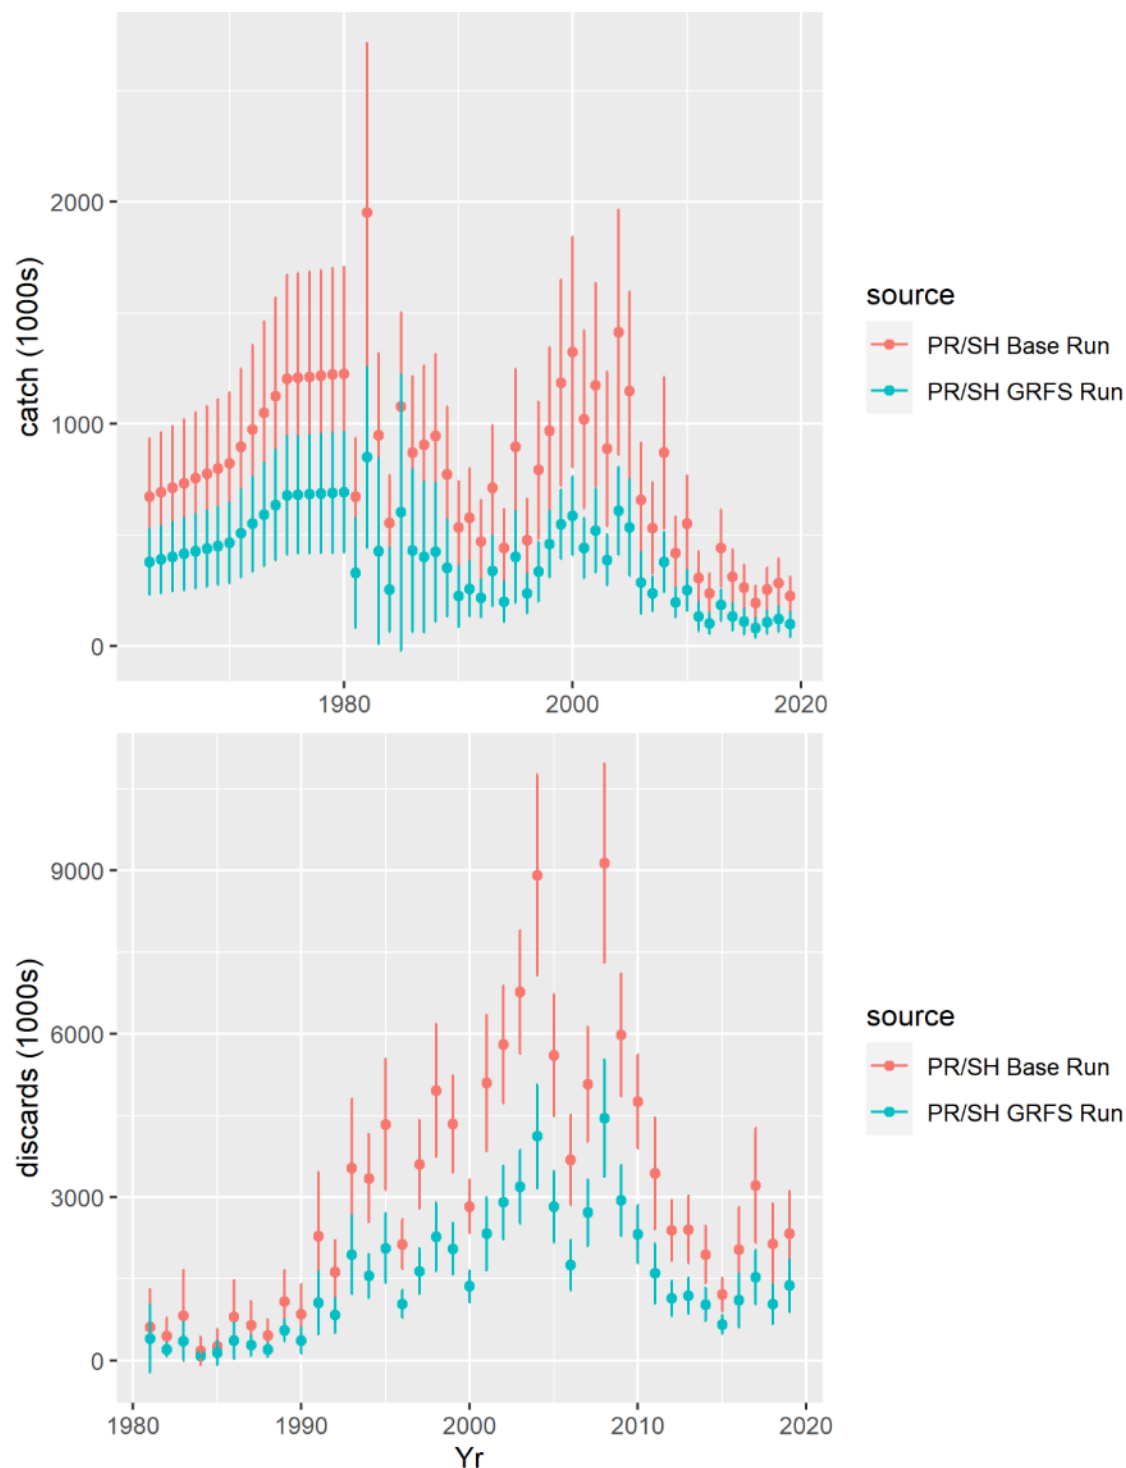 catch (1000s)
2000
1000
0
1980
2000
2020
source
PR/SH Base Run
PR/SH GRFS Run
discards (1000s)
9000
6000
3000
0
1980
1990
2000
2010
2020
Yr
source
PR/SH Base Run
PR/SH GRFS Run